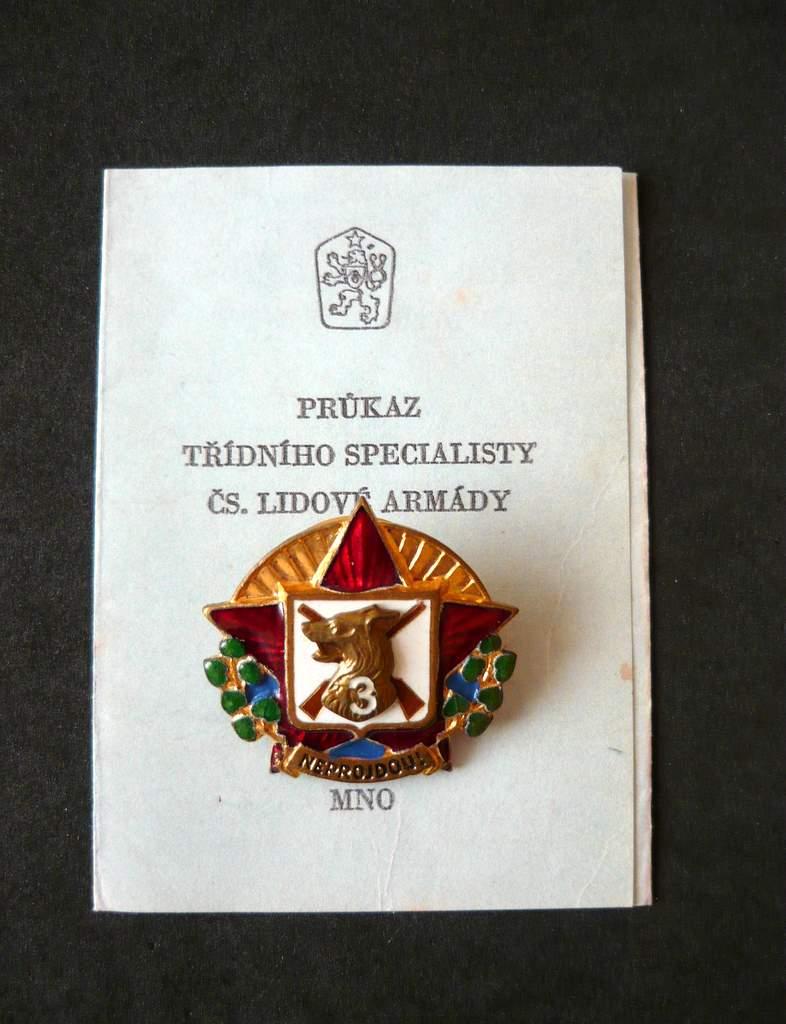 PRŮKAZ
TŘÍDNÍHO SPECIALISTY
ČS. LIDOVÉ ARMÁDY
3
NEPROJDOU!
MNO